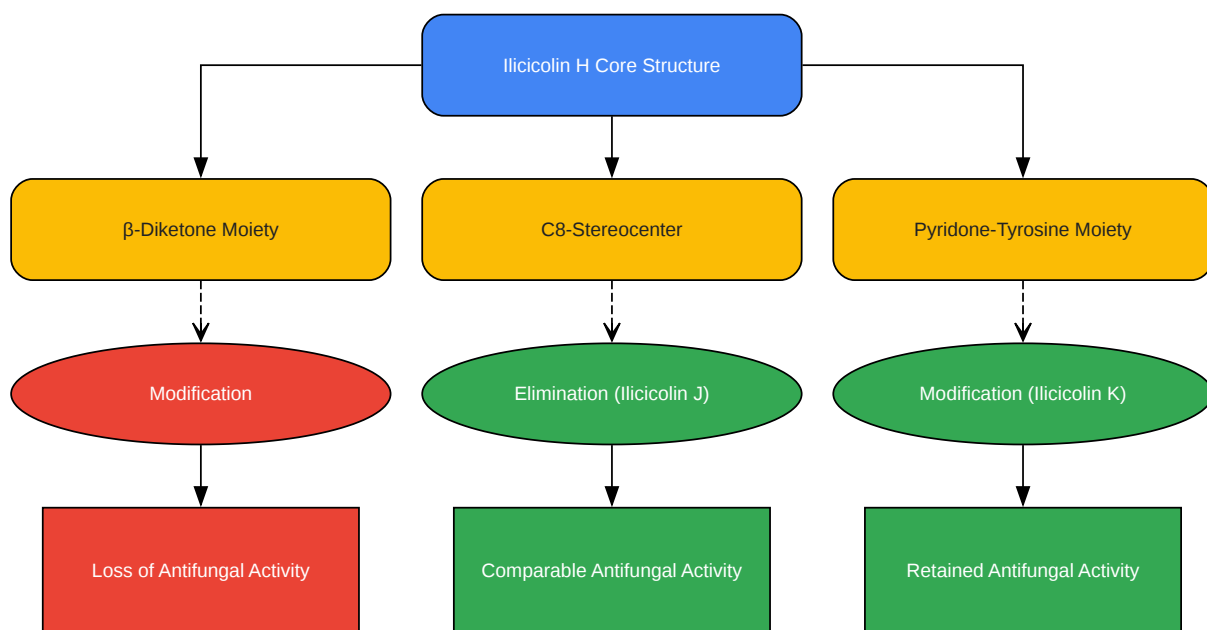 Ilicicolin H Core Structure
β-Diketone Moiety
C8-Stereocenter
Pyridone-Tyrosine Moiety
Modification
Elimination (Ilicicolin J)
Modification (Ilicicolin K)
Loss of Antifungal Activity
Comparable Antifungal Activity
Retained Antifungal Activity